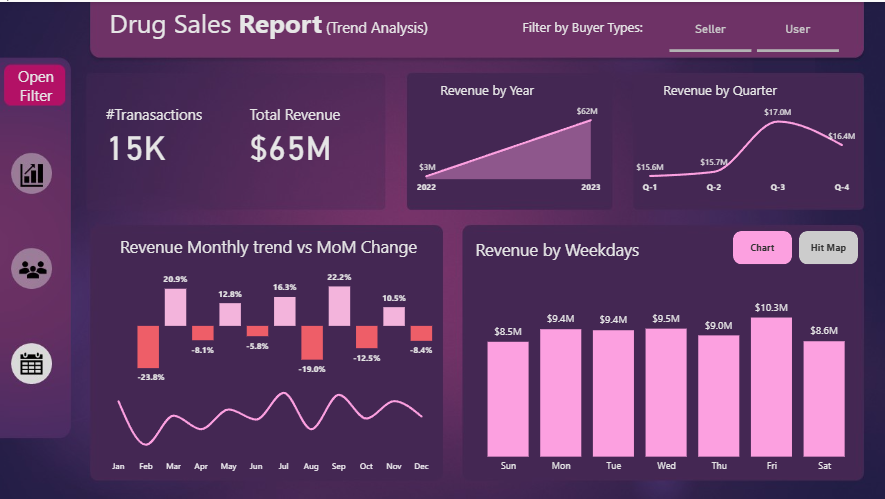 Drug Sales Report (Trend Analysis)
Filter by Buyer Types:
Seller
User
Open
Filter
#Tranasactions
15K
Total Revenue
$65M
Revenue by Year
$62M
$3M
2022
2023
Revenue by Quarter
$17.0M
$16.4M
$15.6M
$15.7M
Q-1
Q-2
Q-3
Q-4
Revenue Monthly trend vs MoM Change
20.9%
12.8%
16.3%
22.2%
10.5%
-23.8%
-8.1%
-5.8%
-19.0%
-12.5%
-8.4%
Jan Feb Mar Apr May Jun Jul Aug Sep Oct Nov Dec
Revenue by Weekdays
Chart
Hit Map
$8.5M
$9.4M
$9.4M
$9.5M
$9.0M
$10.3M
$8.6M
Sun Mon Tue Wed Thu Fri Sat